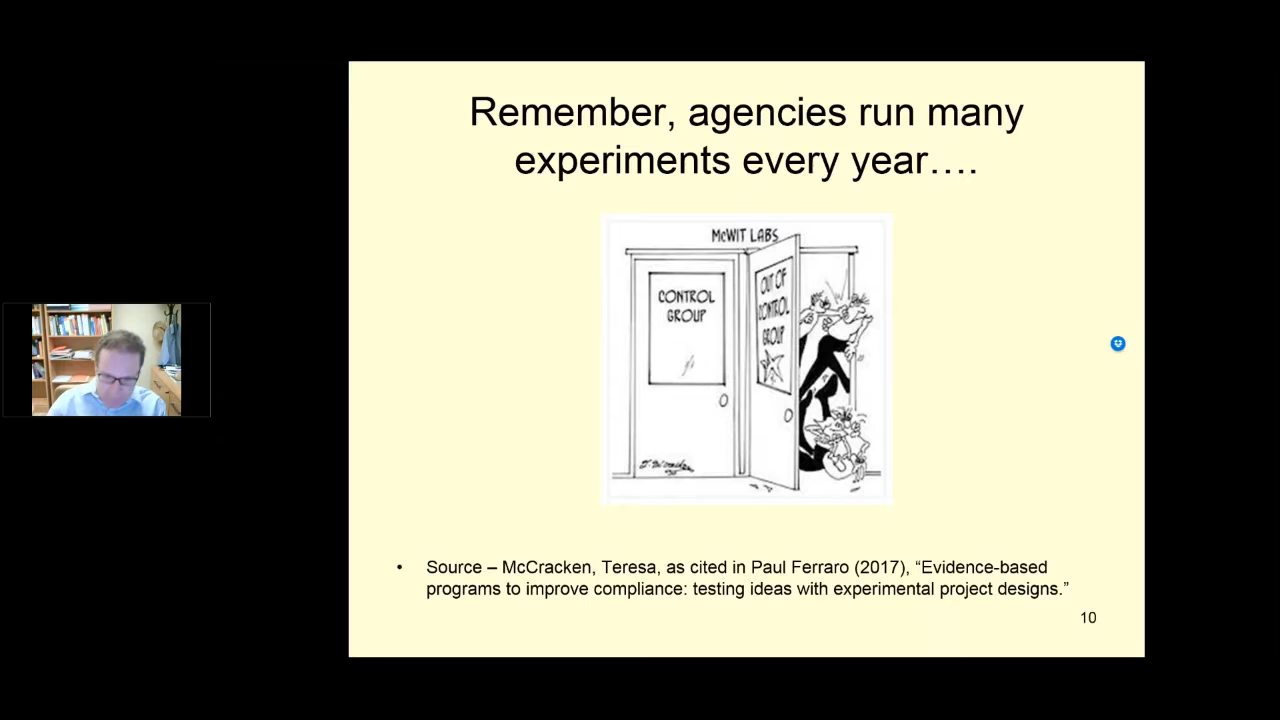 Remember, agencies run many
experiments every year….
McWIT LABS
CONTROL
GROUP
OUT OF
CONTROL
GROUP
• Source – McCracken, Teresa, as cited in Paul Ferraro (2017), “Evidence-based
programs to improve compliance: testing ideas with experimental project designs.”
10